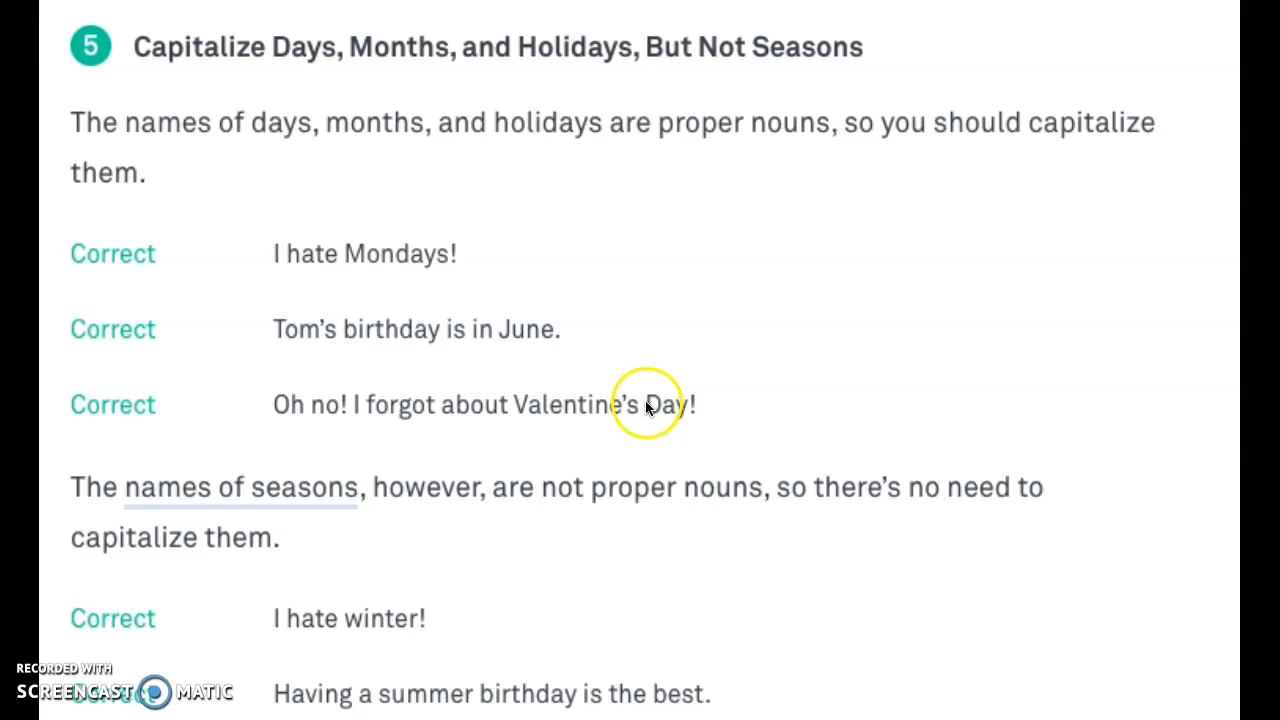 5 Capitalize Days, Months, and Holidays, But Not Seasons
The names of days, months, and holidays are proper nouns, so you should capitalize
them.
Correct I hate Mondays!
Correct Tom’s birthday is in June.
Correct Oh no! I forgot about Valentine’s Day!
The names of seasons, however, are not proper nouns, so there’s no need to
capitalize them.
Correct I hate winter!
RECORDED WITH
SCREENCAST MATIC
Correct Having a summer birthday is the best.